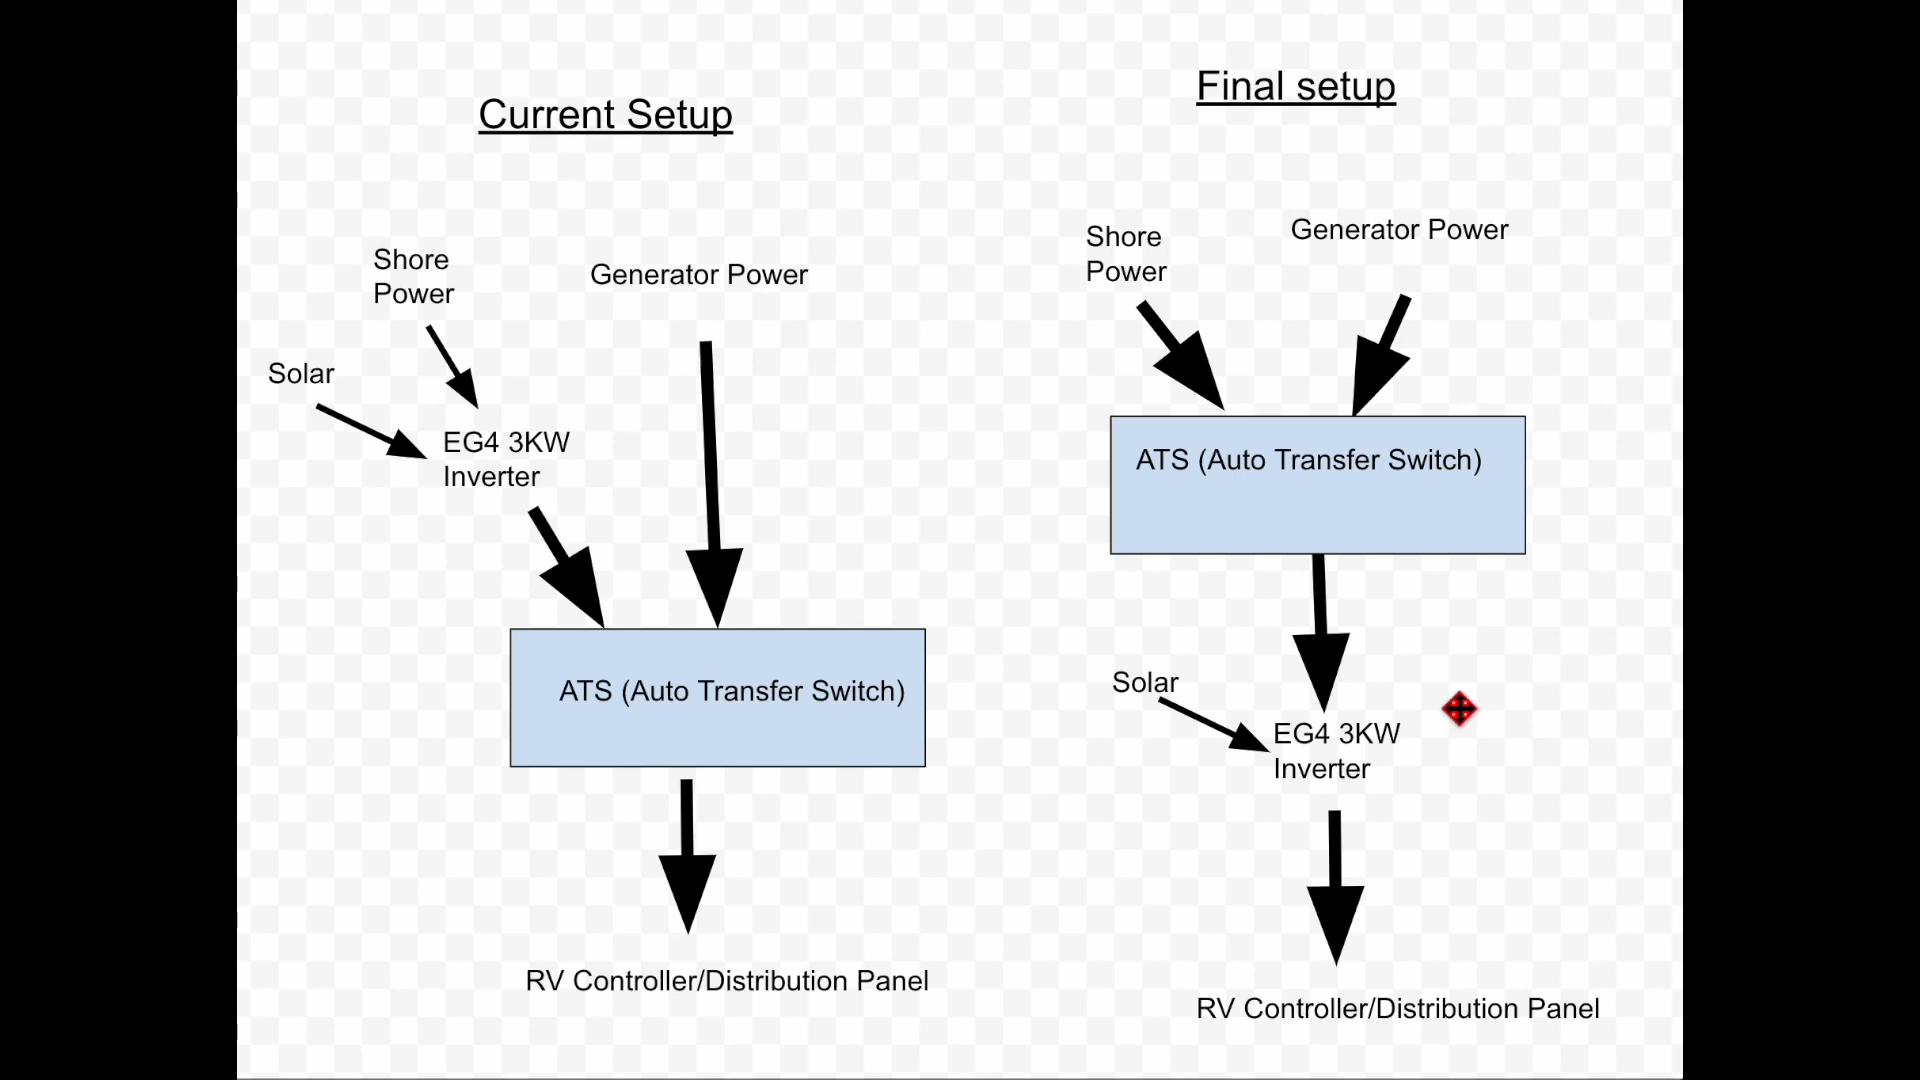 Current Setup
Shore
Power
Generator Power
Solar
EG4 3KW
Inverter
ATS (Auto Transfer Switch)
RV Controller/Distribution Panel
Final setup
Shore
Power
Generator Power
ATS (Auto Transfer Switch)
Solar
EG4 3KW
Inverter
RV Controller/Distribution Panel